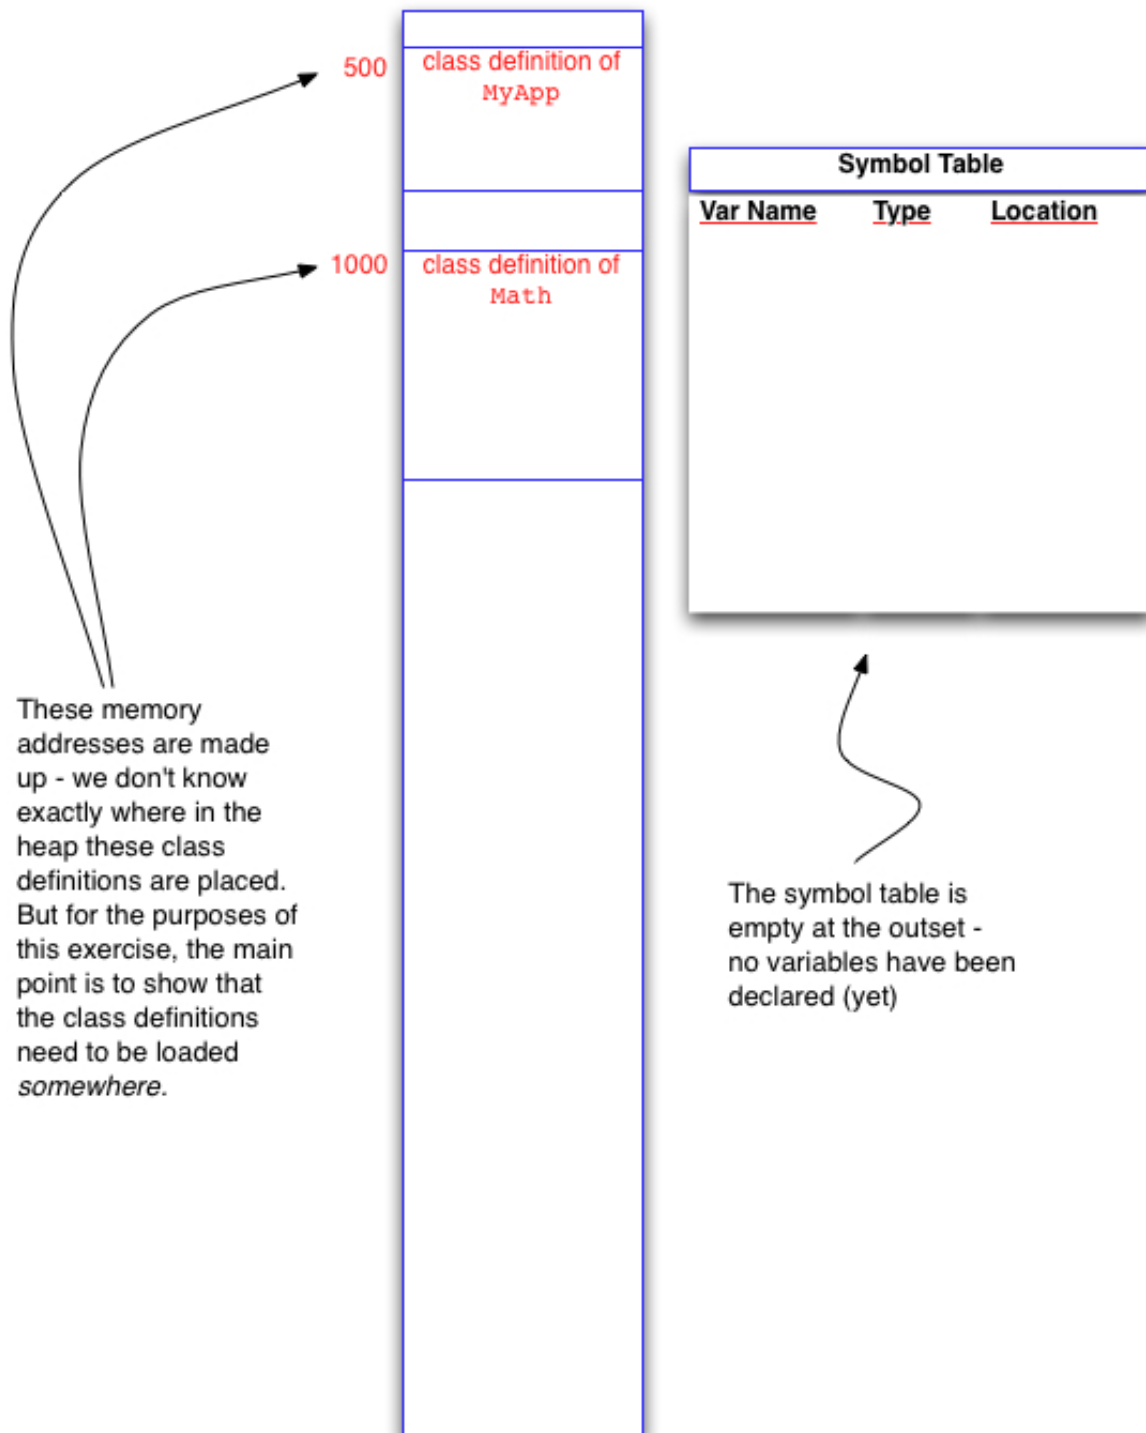 500
class definition of
MyApp
Symbol Table
Var Name Type Location
1000
class definition of
Math
These memory
addresses are made
up - we don't know
exactly where in the
heap these class
definitions are placed.
But for the purposes of
this exercise, the main
point is to show that
the class definitions
need to be loaded
somewhere.
The symbol table is
empty at the outset -
no variables have been
declared (yet)